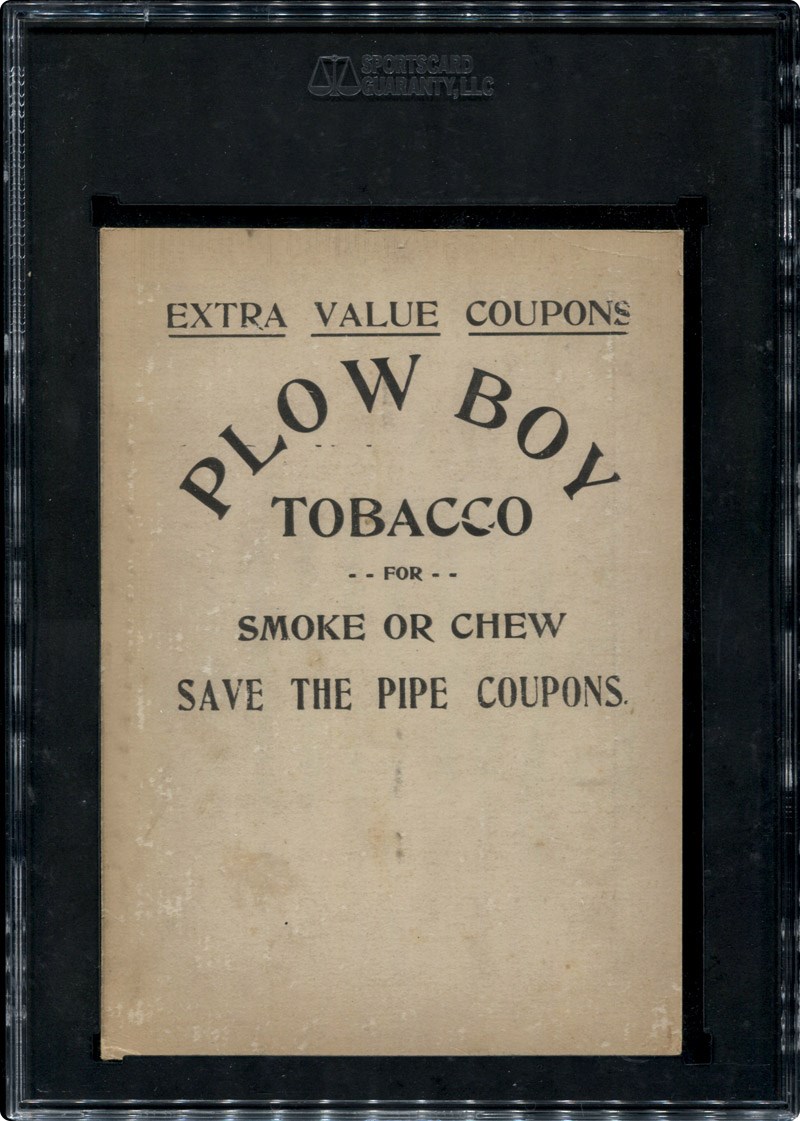 SPORTSCARD
GUARANTY, LLC
EXTRA VALUE COUPONS
PLOW BOY
TOBACCO
- - FOR - -
SMOKE OR CHEW
SAVE THE PIPE COUPONS.